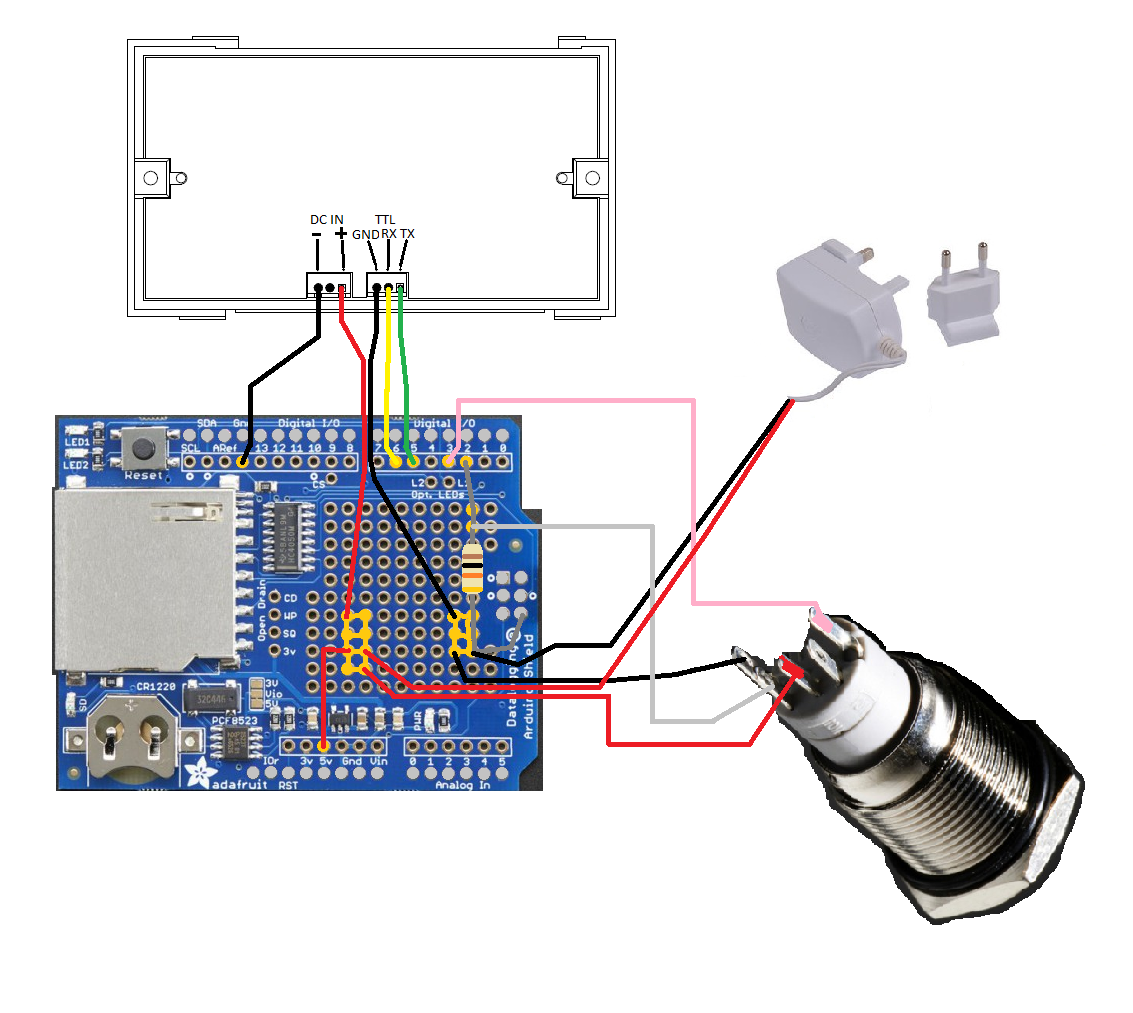 DC IN
- +
TTL
GND RX TX
SDA Gnd Digital I/O Digital I/O
LED1
LED2
SCL ARef 13 12 11 10 9 8 7 6 5 4 3 2 1 0
Reset
CS L2 L1
Opt. LEDs
Open Drain
CD
WP
SQ
3v
CR1220
SD
3V
Vio
5V
PCF8523
PWR
Arduino Shield
IOr 3v 5v Gnd Vin 0 1 2 3 4 5
adafruit RST Analog In